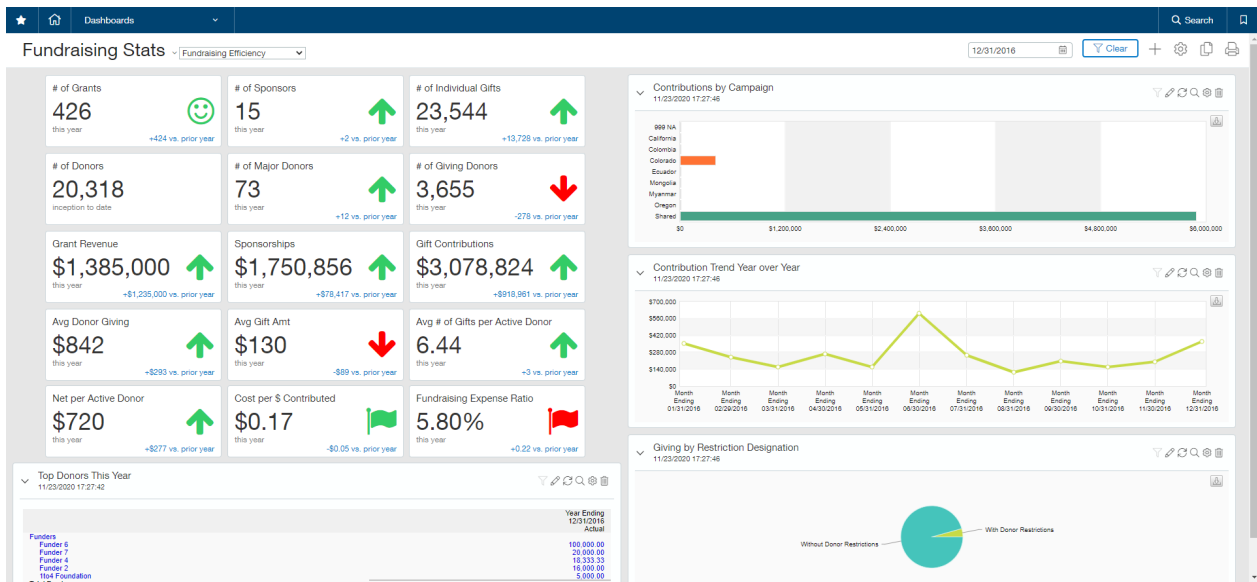 Dashboards
Search
Fundraising Stats
Fundraising Efficiency
12/31/2016
Clear
# of Grants
426
this year
+424 vs. prior year
# of Sponsors
15
this year
+2 vs. prior year
# of Individual Gifts
23,544
this year
+13,728 vs. prior year
# of Donors
20,318
inception to date
# of Major Donors
73
this year
+12 vs. prior year
# of Giving Donors
3,655
this year
-278 vs. prior year
Grant Revenue
$1,385,000
this year
+$1,235,000 vs. prior year
Sponsorships
$1,750,856
this year
+$78,417 vs. prior year
Gift Contributions
$3,078,824
this year
+$918,961 vs. prior year
Avg Donor Giving
$842
this year
+$293 vs. prior year
Avg Gift Amt
$130
this year
-$89 vs. prior year
Avg # of Gifts per Active Donor
6.44
this year
+3 vs. prior year
Net per Active Donor
$720
this year
+$277 vs. prior year
Cost per $ Contributed
$0.17
this year
-$0.05 vs. prior year
Fundraising Expense Ratio
5.80%
this year
+0.22 vs. prior year
Top Donors This Year
11/23/2020 17:27:42
Year Ending
12/31/2016
Actual
Funders
Funder 6 100,000.00
Funder 7 20,000.00
Funder 4 18,333.33
Funder 2 16,000.00
1to4 Foundation 5,000.00
Contributions by Campaign
11/23/2020 17:27:46
999 NA
California
Colombia
Colorado
Ecuador
Mongolia
Myanmar
Oregon
Shared
$0 $1,200,000 $2,400,000 $3,600,000 $4,800,000 $6,000,000
Contribution Trend Year over Year
11/23/2020 17:27:46
$700,000
$560,000
$420,000
$280,000
$140,000
$0
Month Month Month Month Month Month Month Month Month Month Month Month
Ending Ending Ending Ending Ending Ending Ending Ending Ending Ending Ending Ending
01/31/2016 02/29/2016 03/31/2016 04/30/2016 05/31/2016 06/30/2016 07/31/2016 08/31/2016 09/30/2016 10/31/2016 11/30/2016 12/31/2016
Giving by Restriction Designation
11/23/2020 17:27:46
With Donor Restrictions
Without Donor Restrictions